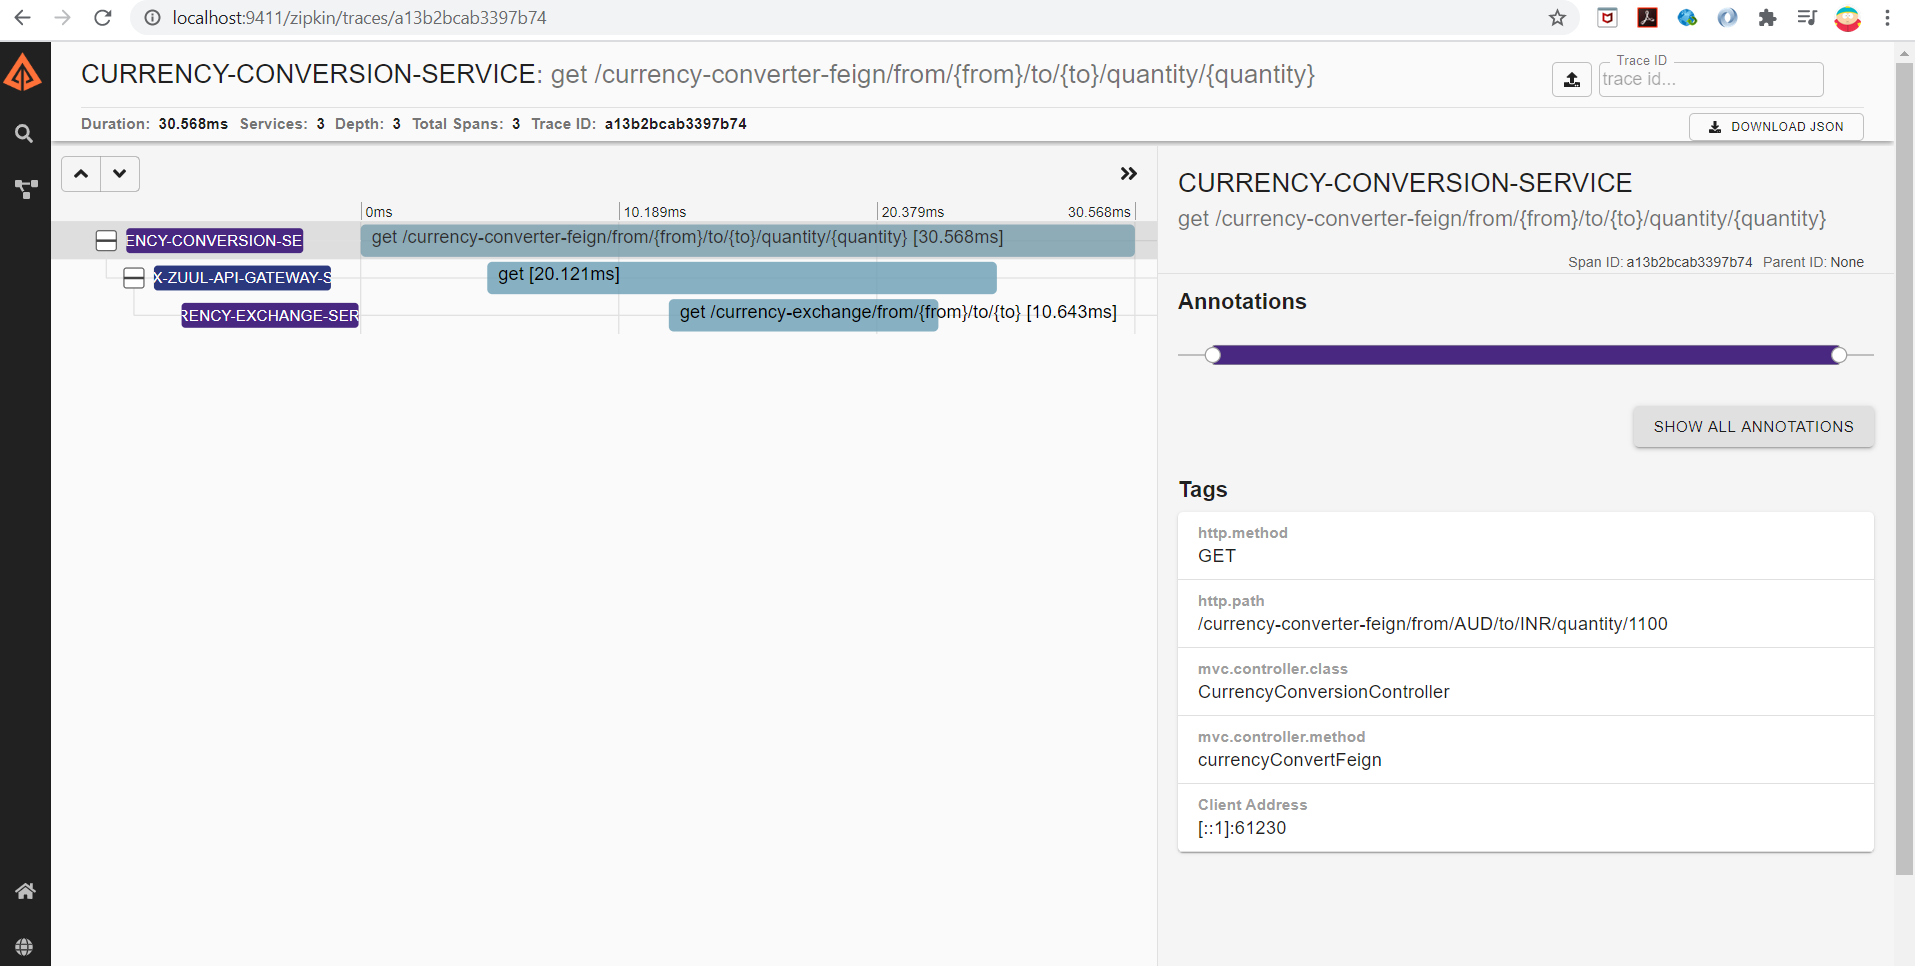 localhost:9411/zipkin/traces/a13b2bcab3397b74
CURRENCY-CONVERSION-SERVICE: get /currency-converter-feign/from/{from}/to/{to}/quantity/{quantity}
Trace ID
trace id...
Duration: 30.568ms Services: 3 Depth: 3 Total Spans: 3 Trace ID: a13b2bcab3397b74
DOWNLOAD JSON
0ms 10.189ms 20.379ms 30.568ms
ENCY-CONVERSION-SE get /currency-converter-feign/from/{from}/to/{to}/quantity/{quantity} [30.568ms]
X-ZUUL-API-GATEWAY-S get [20.121ms]
RENCY-EXCHANGE-SER get /currency-exchange/from/{from}/to/{to} [10.643ms]
CURRENCY-CONVERSION-SERVICE
get /currency-converter-feign/from/{from}/to/{to}/quantity/{quantity}
Span ID: a13b2bcab3397b74 Parent ID: None
Annotations
SHOW ALL ANNOTATIONS
Tags
http.method
GET
http.path
/currency-converter-feign/from/AUD/to/INR/quantity/1100
mvc.controller.class
CurrencyConversionController
mvc.controller.method
currencyConvertFeign
Client Address
[::1]:61230